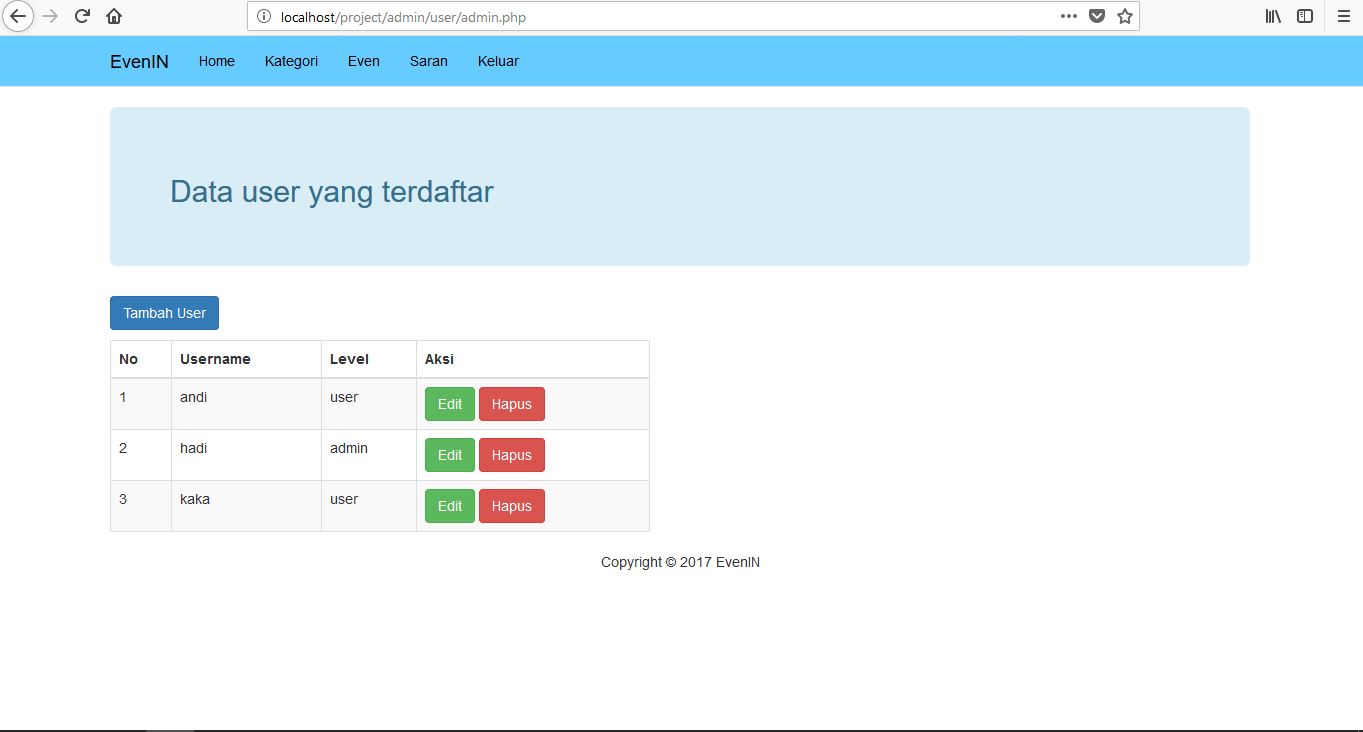 localhost/project/admin/user/admin.php
EvenIN Home Kategori Even Saran Keluar
Data user yang terdaftar
Tambah User
No Username Level Aksi
1 andi user Edit Hapus
2 hadi admin Edit Hapus
3 kaka user Edit Hapus
Copyright © 2017 EvenIN